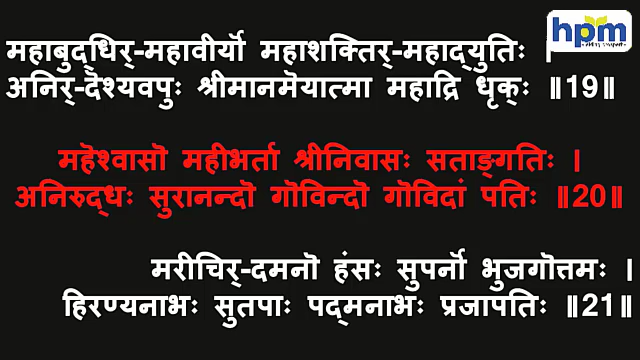 hpm
महाबुद्‌धिर्-महावीर्यॊ महाशक्तिर्-महाद्‌युतिः |
अनिर्-दॆश्यवपुः श्रीमानमॆयात्मा महाद्रि धृक्ः ॥19॥
महॆश्वासॊ महीभर्ता श्रीनिवासः सताङ्गतिः |
अनिरुद्‌धः सुरानन्दॊ गॊविन्दॊ गॊविदां पतिः ॥20॥
मरीचिर्-दमनॊ हंसः सुपर्नॊ भुजगॊत्तमः |
हिरण्यनाभः सुतपाः पद्‌मनाभः प्रजापतिः ॥21॥